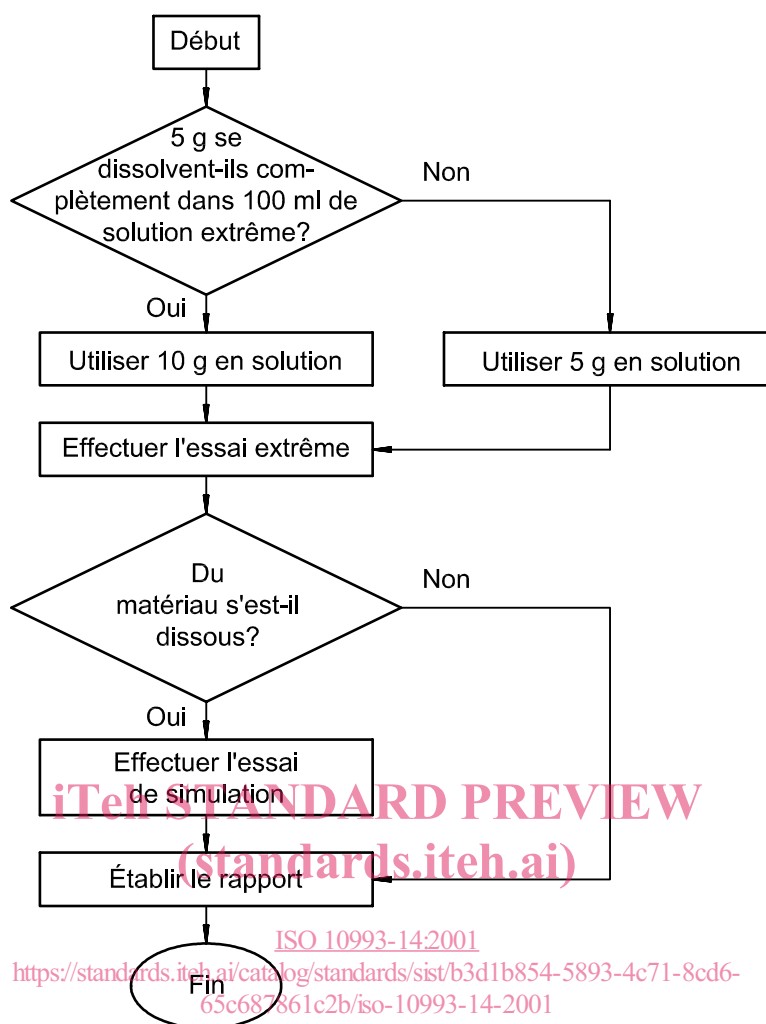 Début
5 g se
dissolvent-ils com-
plètement dans 100 ml de
solution extrême?
Non
Oui
Utiliser 10 g en solution
Utiliser 5 g en solution
Effectuer l'essai extrême
Du
matériau s'est-il
dissous?
Non
Oui
Effectuer l'essai
de simulation
iTeh STANDARD PREVIEW
(standards.iteh.ai)
Établir le rapport
ISO 10993-14:2001
https://standards.iteh.ai/catalog/standards/sist/b3d1b854-5893-4c71-8cd6-
Fin
65c687861c2b/iso-10993-14-2001